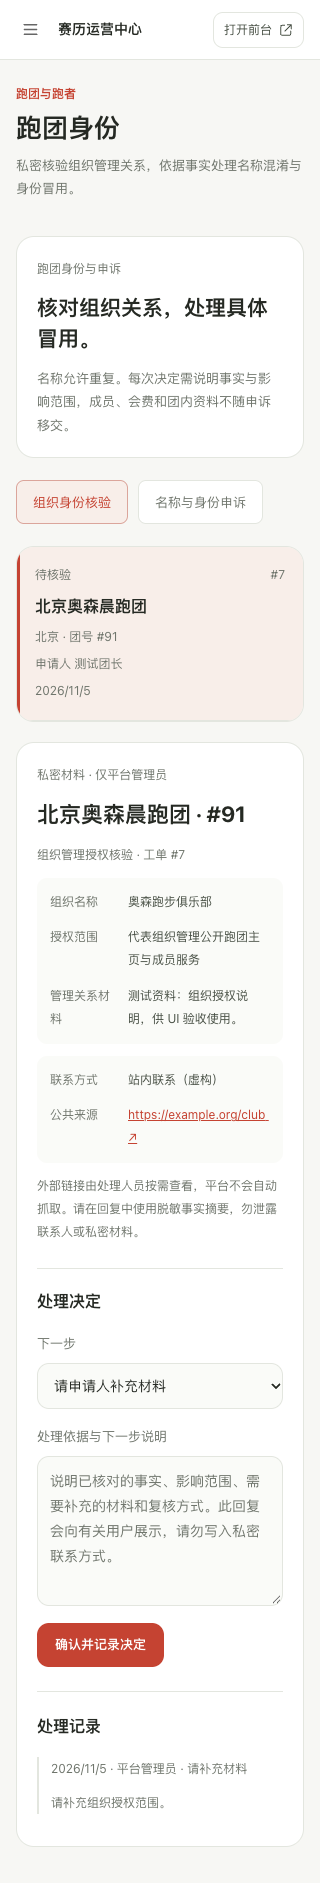 赛历运营中心
打开前台
跑团与跑者
跑团身份
私密核验组织管理关系，依据事实处理名称混淆与
身份冒用。
跑团身份与申诉
核对组织关系，处理具体
冒用。
名称允许重复。每次决定需说明事实与影
响范围，成员、会费和团内资料不随申诉
移交。
组织身份核验
名称与身份申诉
待核验
#7
北京奥森晨跑团
北京 · 团号 #91
申请人 测试团长
2026/11/5
私密材料 · 仅平台管理员
北京奥森晨跑团 · #91
组织管理授权核验 · 工单 #7
组织名称
奥森跑步俱乐部
授权范围
代表组织管理公开跑团主
页与成员服务
管理关系材
料
测试资料：组织授权说
明，供 UI 验收使用。
联系方式
站内联系（虚构）
公共来源
https://example.org/club
↗
外部链接由处理人员按需查看，平台不会自动
抓取。请在回复中使用脱敏事实摘要，勿泄露
联系人或私密材料。
处理决定
下一步
请申请人补充材料
处理依据与下一步说明
说明已核对的事实、影响范围、需
要补充的材料和复核方式。此回复
会向有关用户展示，请勿写入私密
联系方式。
确认并记录决定
处理记录
2026/11/5 · 平台管理员 · 请补充材料
请补充组织授权范围。